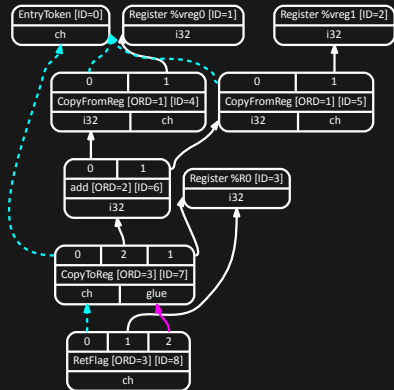 EntryToken [ID=0]
ch
Register %vreg0 [ID=1]
i32
Register %vreg1 [ID=2]
i32
0 1
CopyFromReg [ORD=1] [ID=4]
i32 ch
0 1
CopyFromReg [ORD=1] [ID=5]
i32 ch
0 1
add [ORD=2] [ID=6]
i32
Register %R0 [ID=3]
i32
0 2 1
CopyToReg [ORD=3] [ID=7]
ch glue
0 1 2
RetFlag [ORD=3] [ID=8]
ch